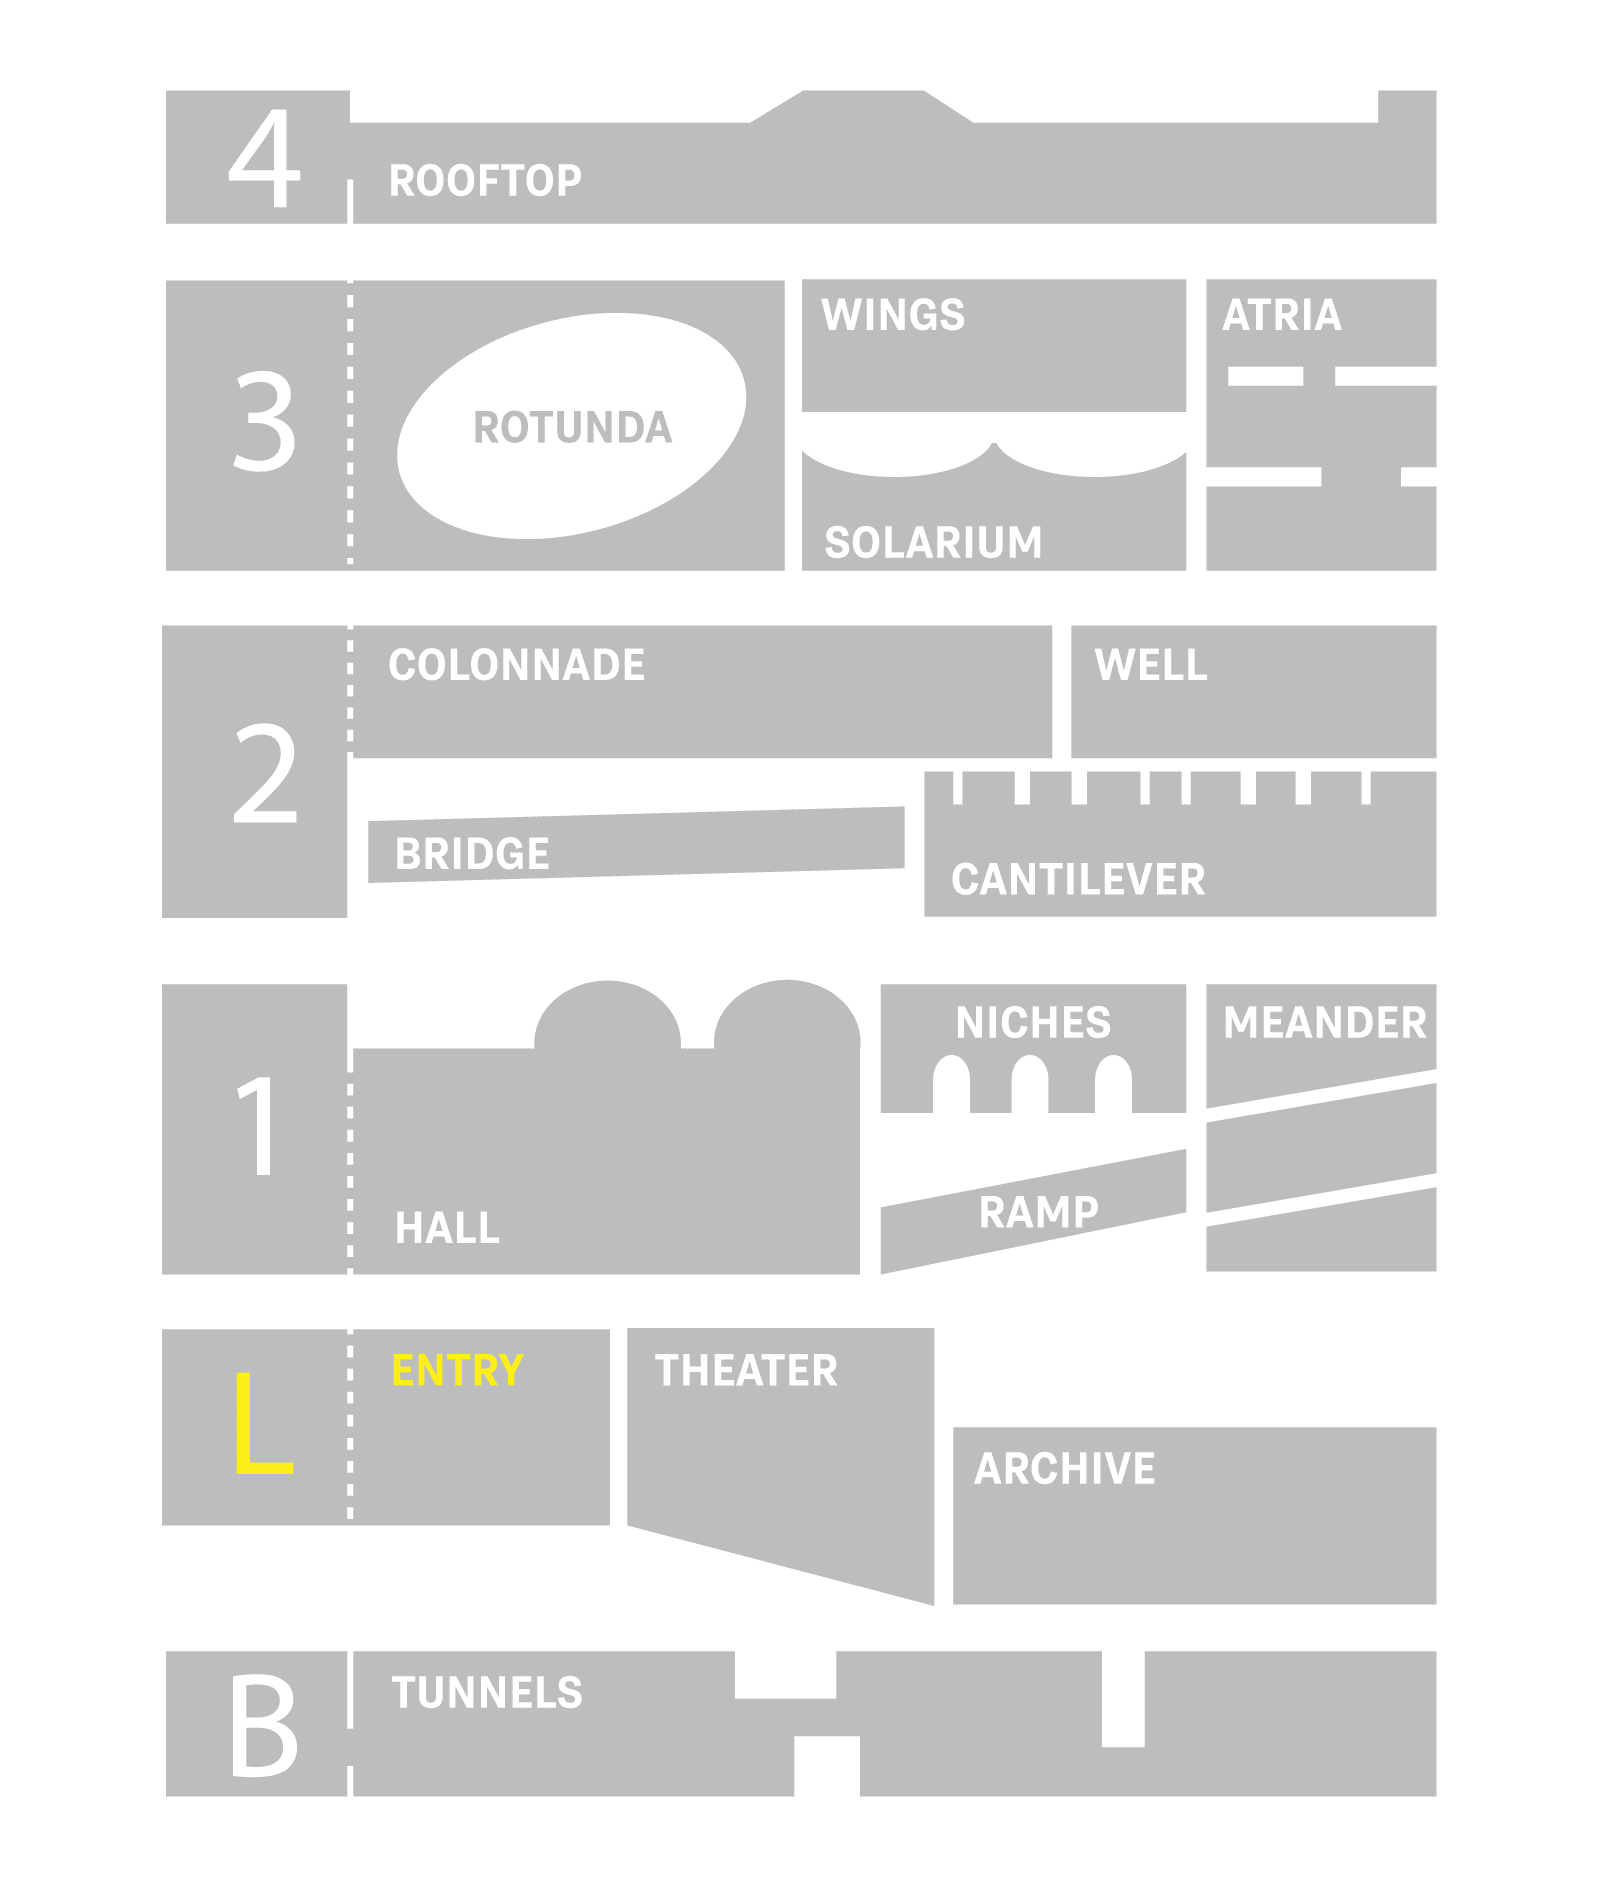 4
ROOFTOP
3
ROTUNDA
WINGS
ATRIA
SOLARIUM
2
COLONNADE
WELL
BRIDGE
CANTILEVER
1
HALL
NICHES
MEANDER
RAMP
L
ENTRY
THEATER
ARCHIVE
B
TUNNELS